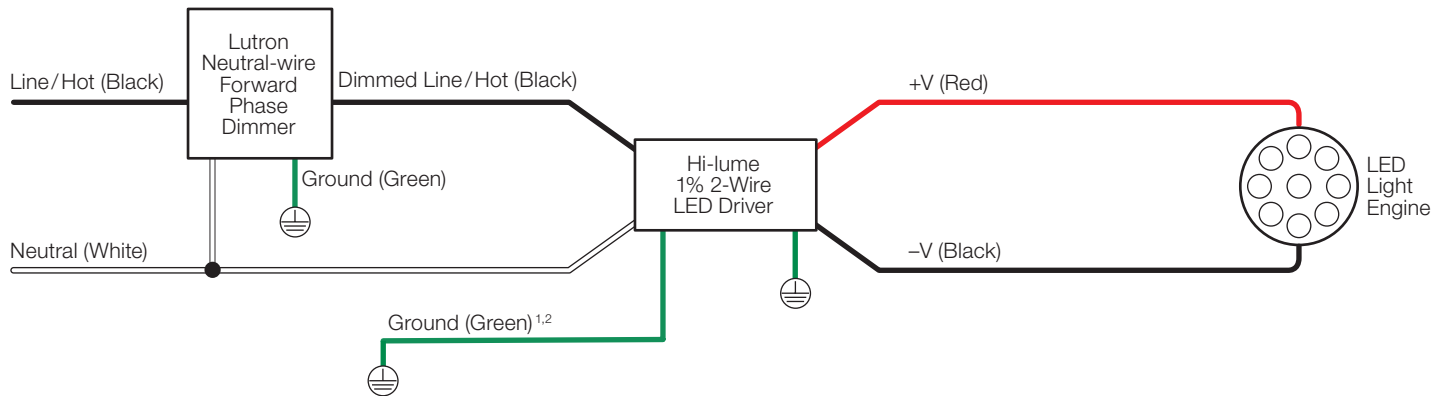 Lutron
Neutral-wire
Forward
Phase
Dimmer
Line/Hot (Black)
Dimmed Line/Hot (Black)
+V (Red)
Ground (Green)
Hi-lume
1% 2-Wire
LED Driver
LED
Light
Engine
Neutral (White)
–V (Black)
Ground (Green) 1,2